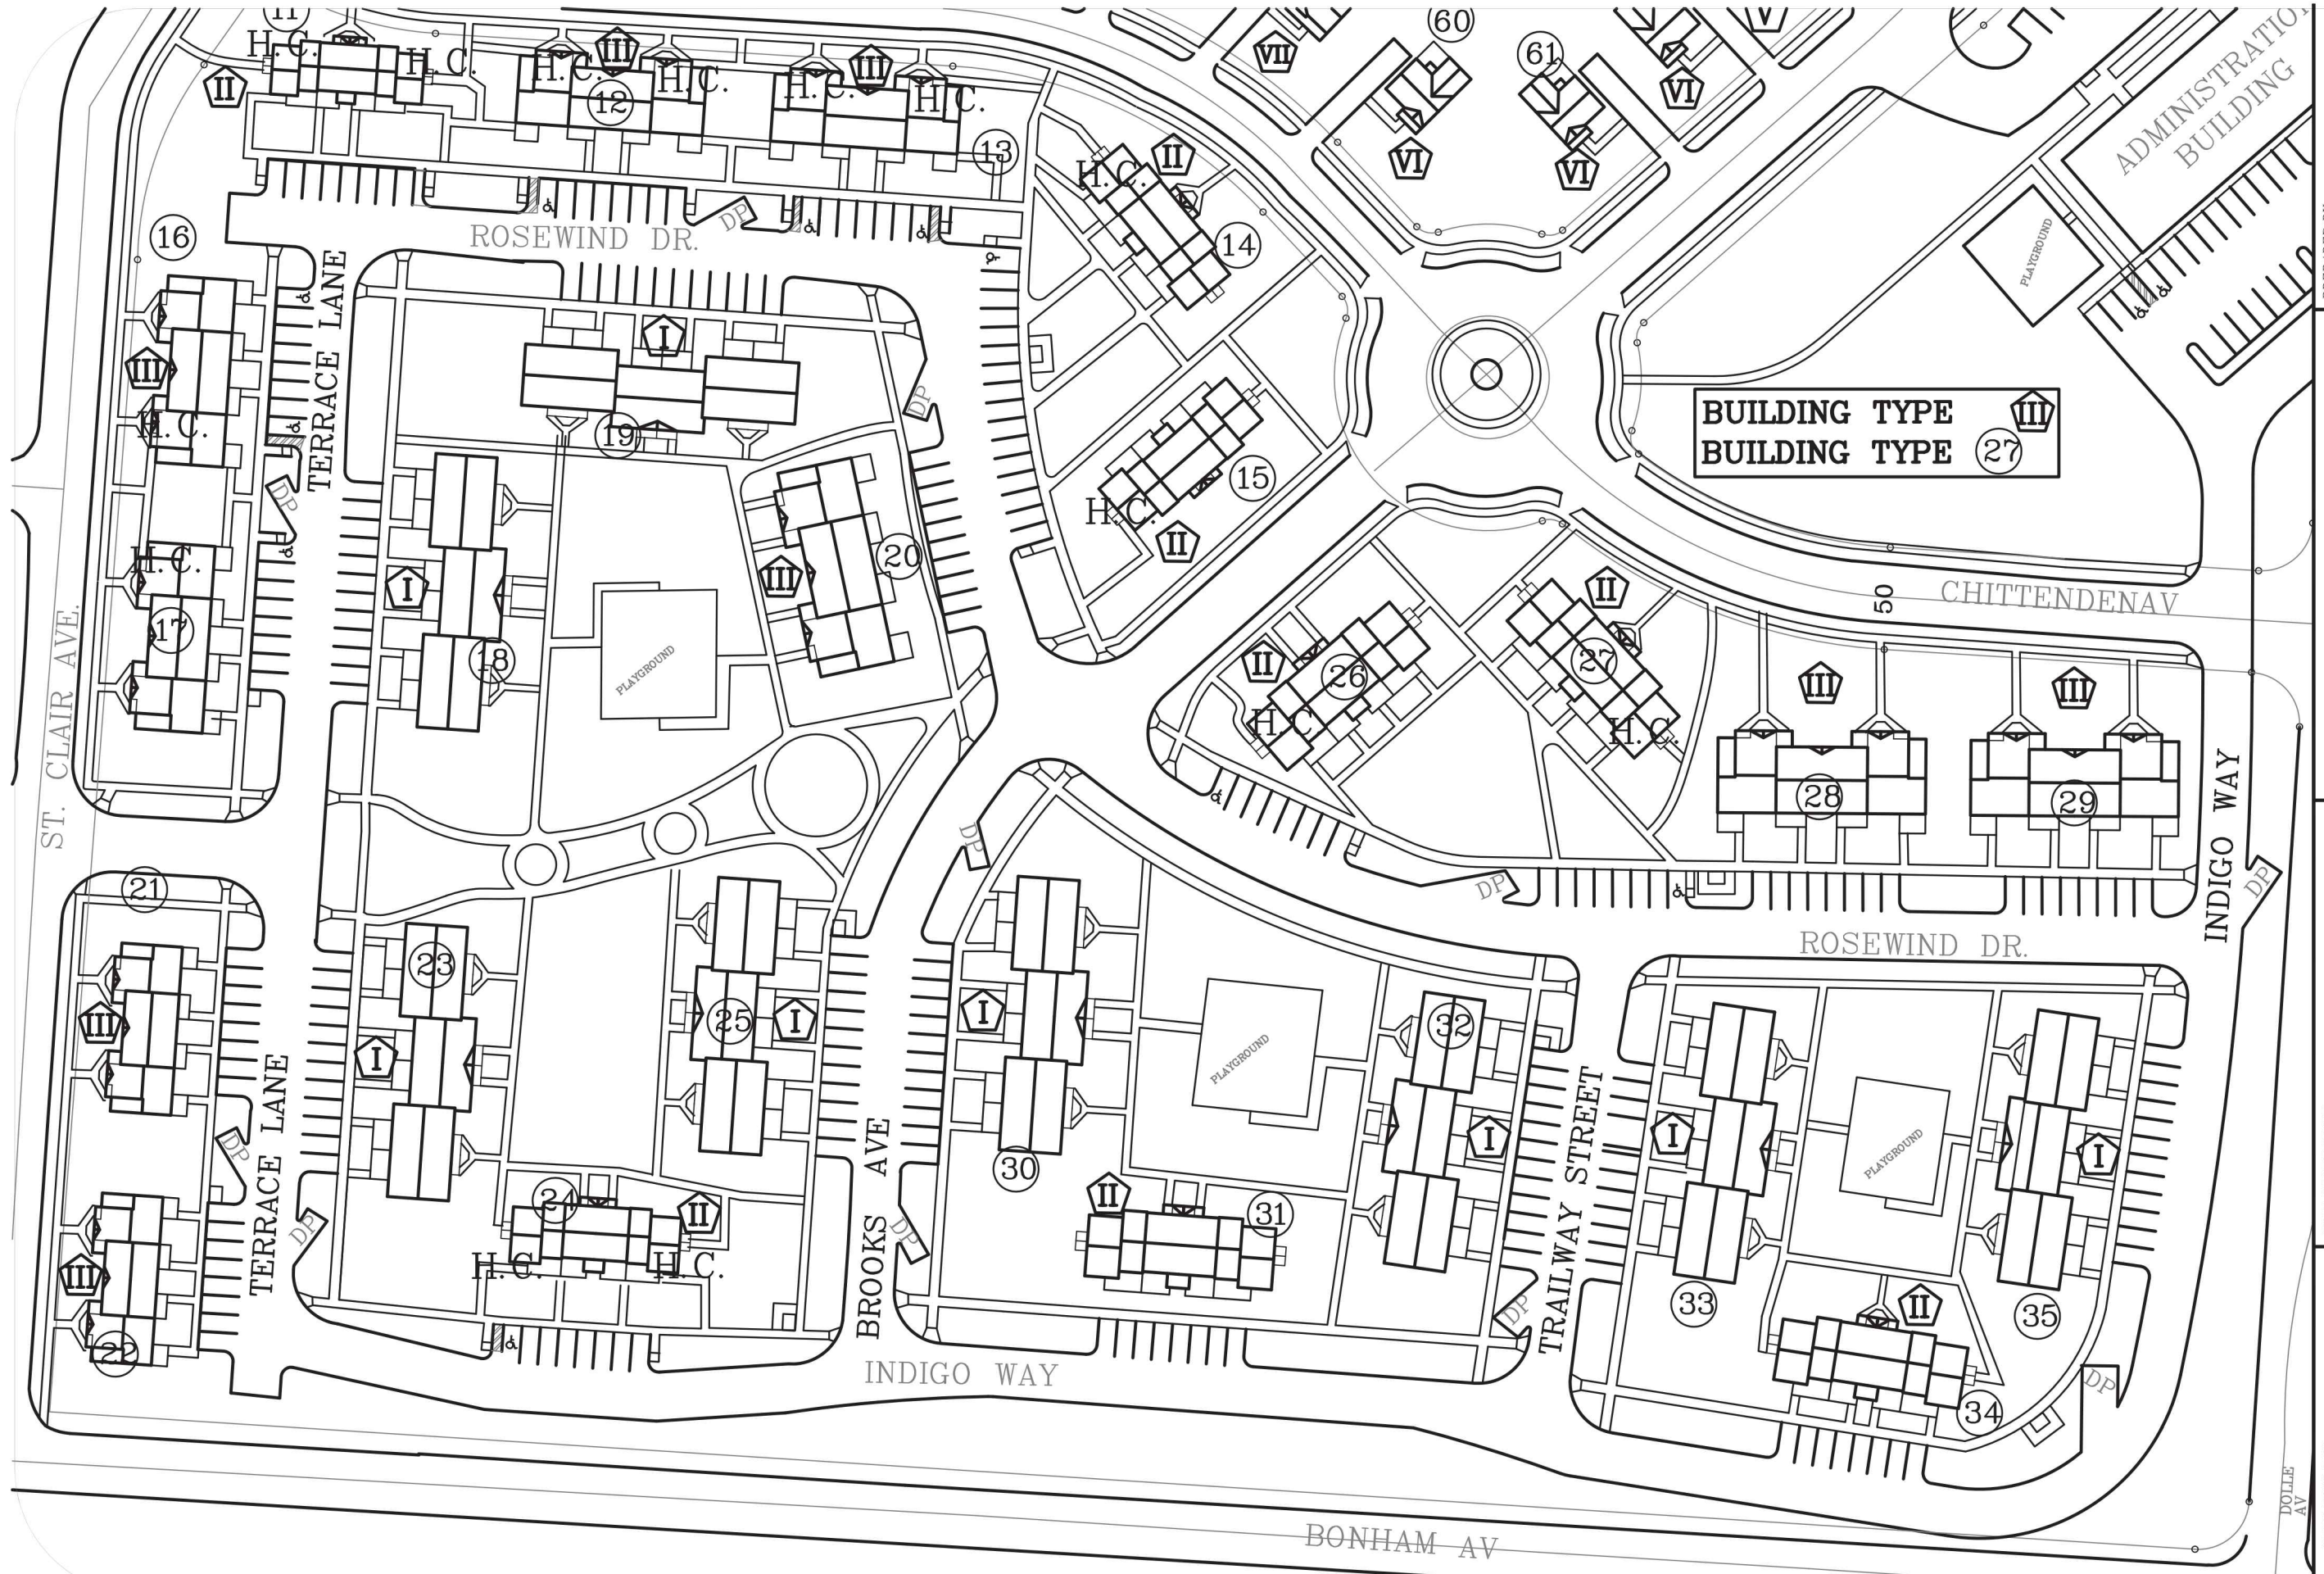 11
H.C.
H.C.
II
H.C.
III
H.C.
12
H.C.
III
H.C.
13
VII
60
61
VI
VI
VI
V
ADMINISTRATION
BUILDING
PLAYGROUND
16
ROSEWIND DR.
DP
H.C.
II
14
TERRACE LANE
III
H.C.
I
19
DP
BUILDING TYPE III
BUILDING TYPE 27
15
H.C.
II
DP
H.C.
17
I
18
PLAYGROUND
III
20
ST. CLAIR AVE.
50
CHITTENDENAV
II
26
H.C
II
27
H.C.
III
28
III
29
INDIGO WAY
DP
DP
DP
ROSEWIND DR.
21
III
23
I
25
I
I
30
PLAYGROUND
32
I
TRAILWAY STREET
I
33
PLAYGROUND
35
I
TERRACE LANE
DP
DP
III
22
24
II
H.C.
H.C.
BROOKS AVE
DP
II
31
DP
II
34
DP
INDIGO WAY
BONHAM AV
DOLLE
AV